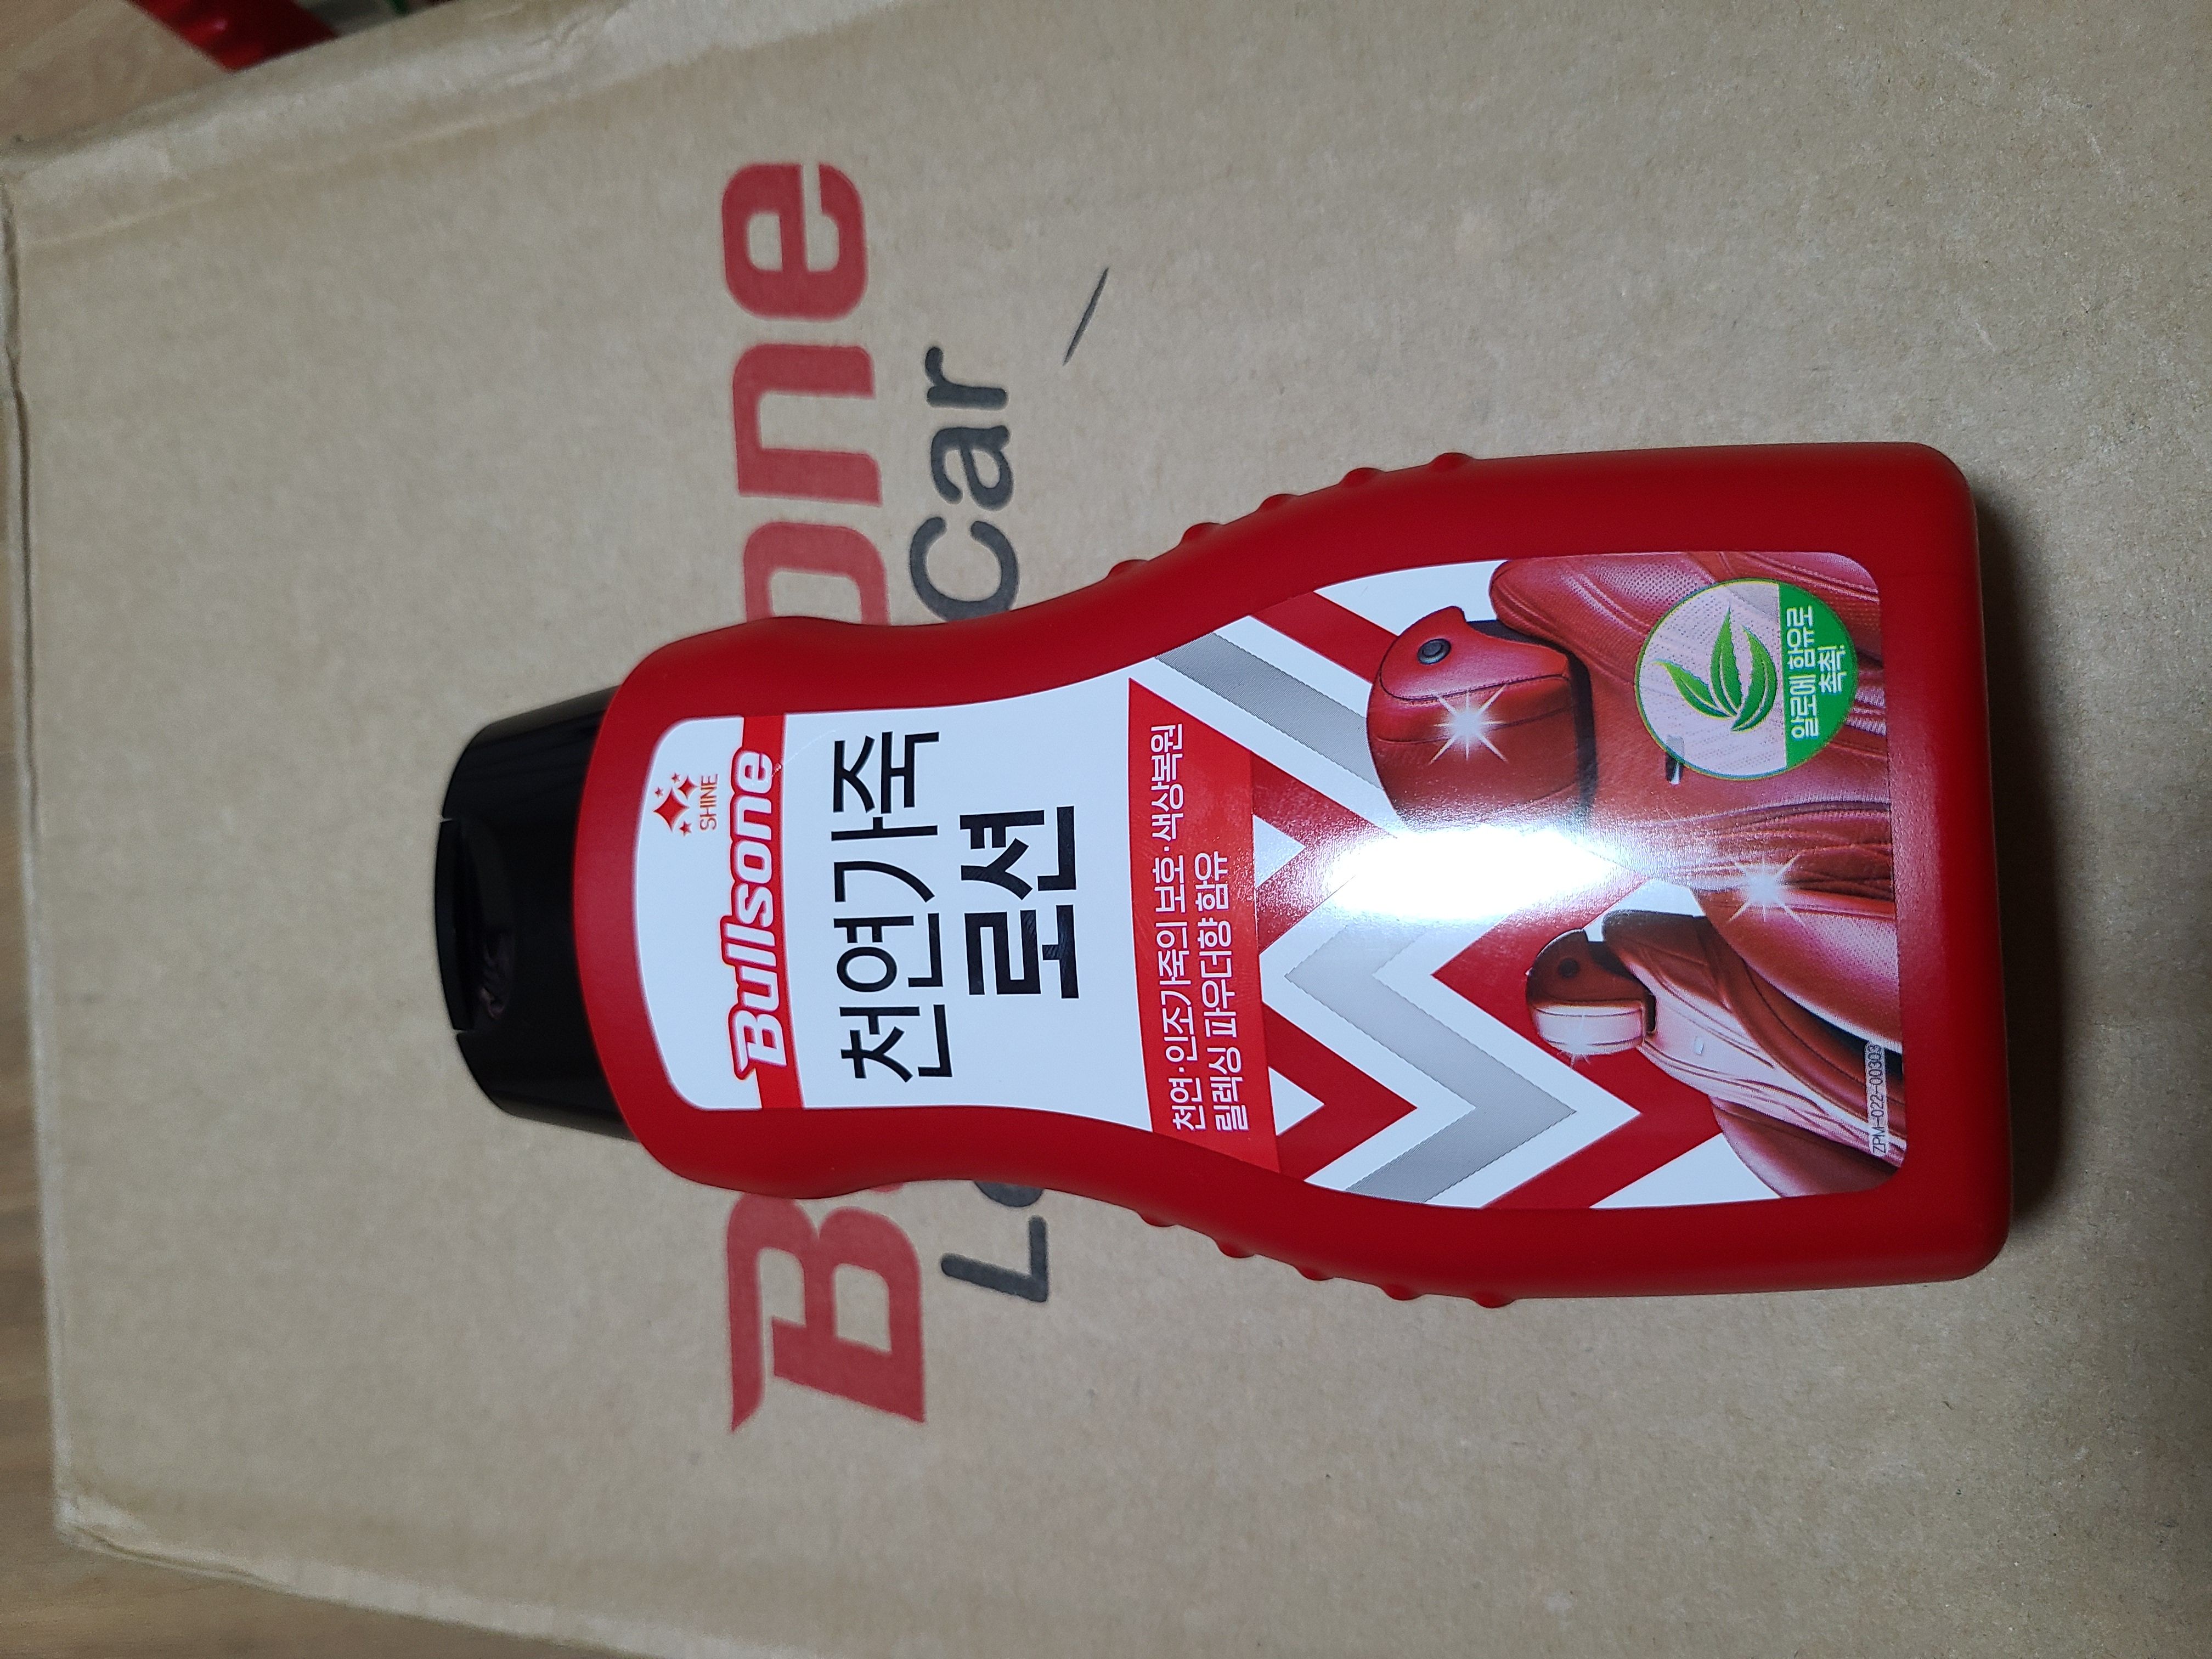 SHINE
Bullsone
천연가죽
로션
천연·인조가죽의 보호·색상복원
릴렉싱 파우더향 함유
알로에 함유로
촉촉!
ZPM-022-00303
Car